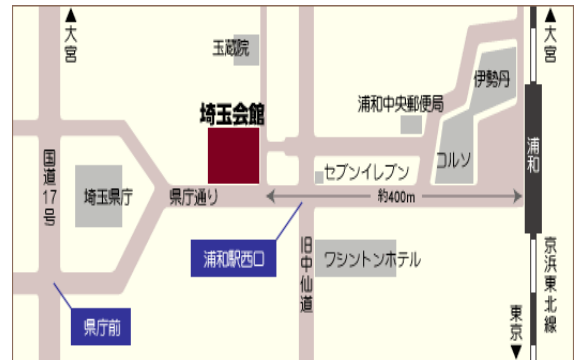 ▲大宮
▲大宮
玉蔵院
伊勢丹
浦和中央郵便局
埼玉会館
浦和
コルソ
セブンイレブン
国道17号
埼玉県庁
県庁通り
約400m
浦和駅西口
旧中仙道
ワシントンホテル
京浜東北線
県庁前
東京▼